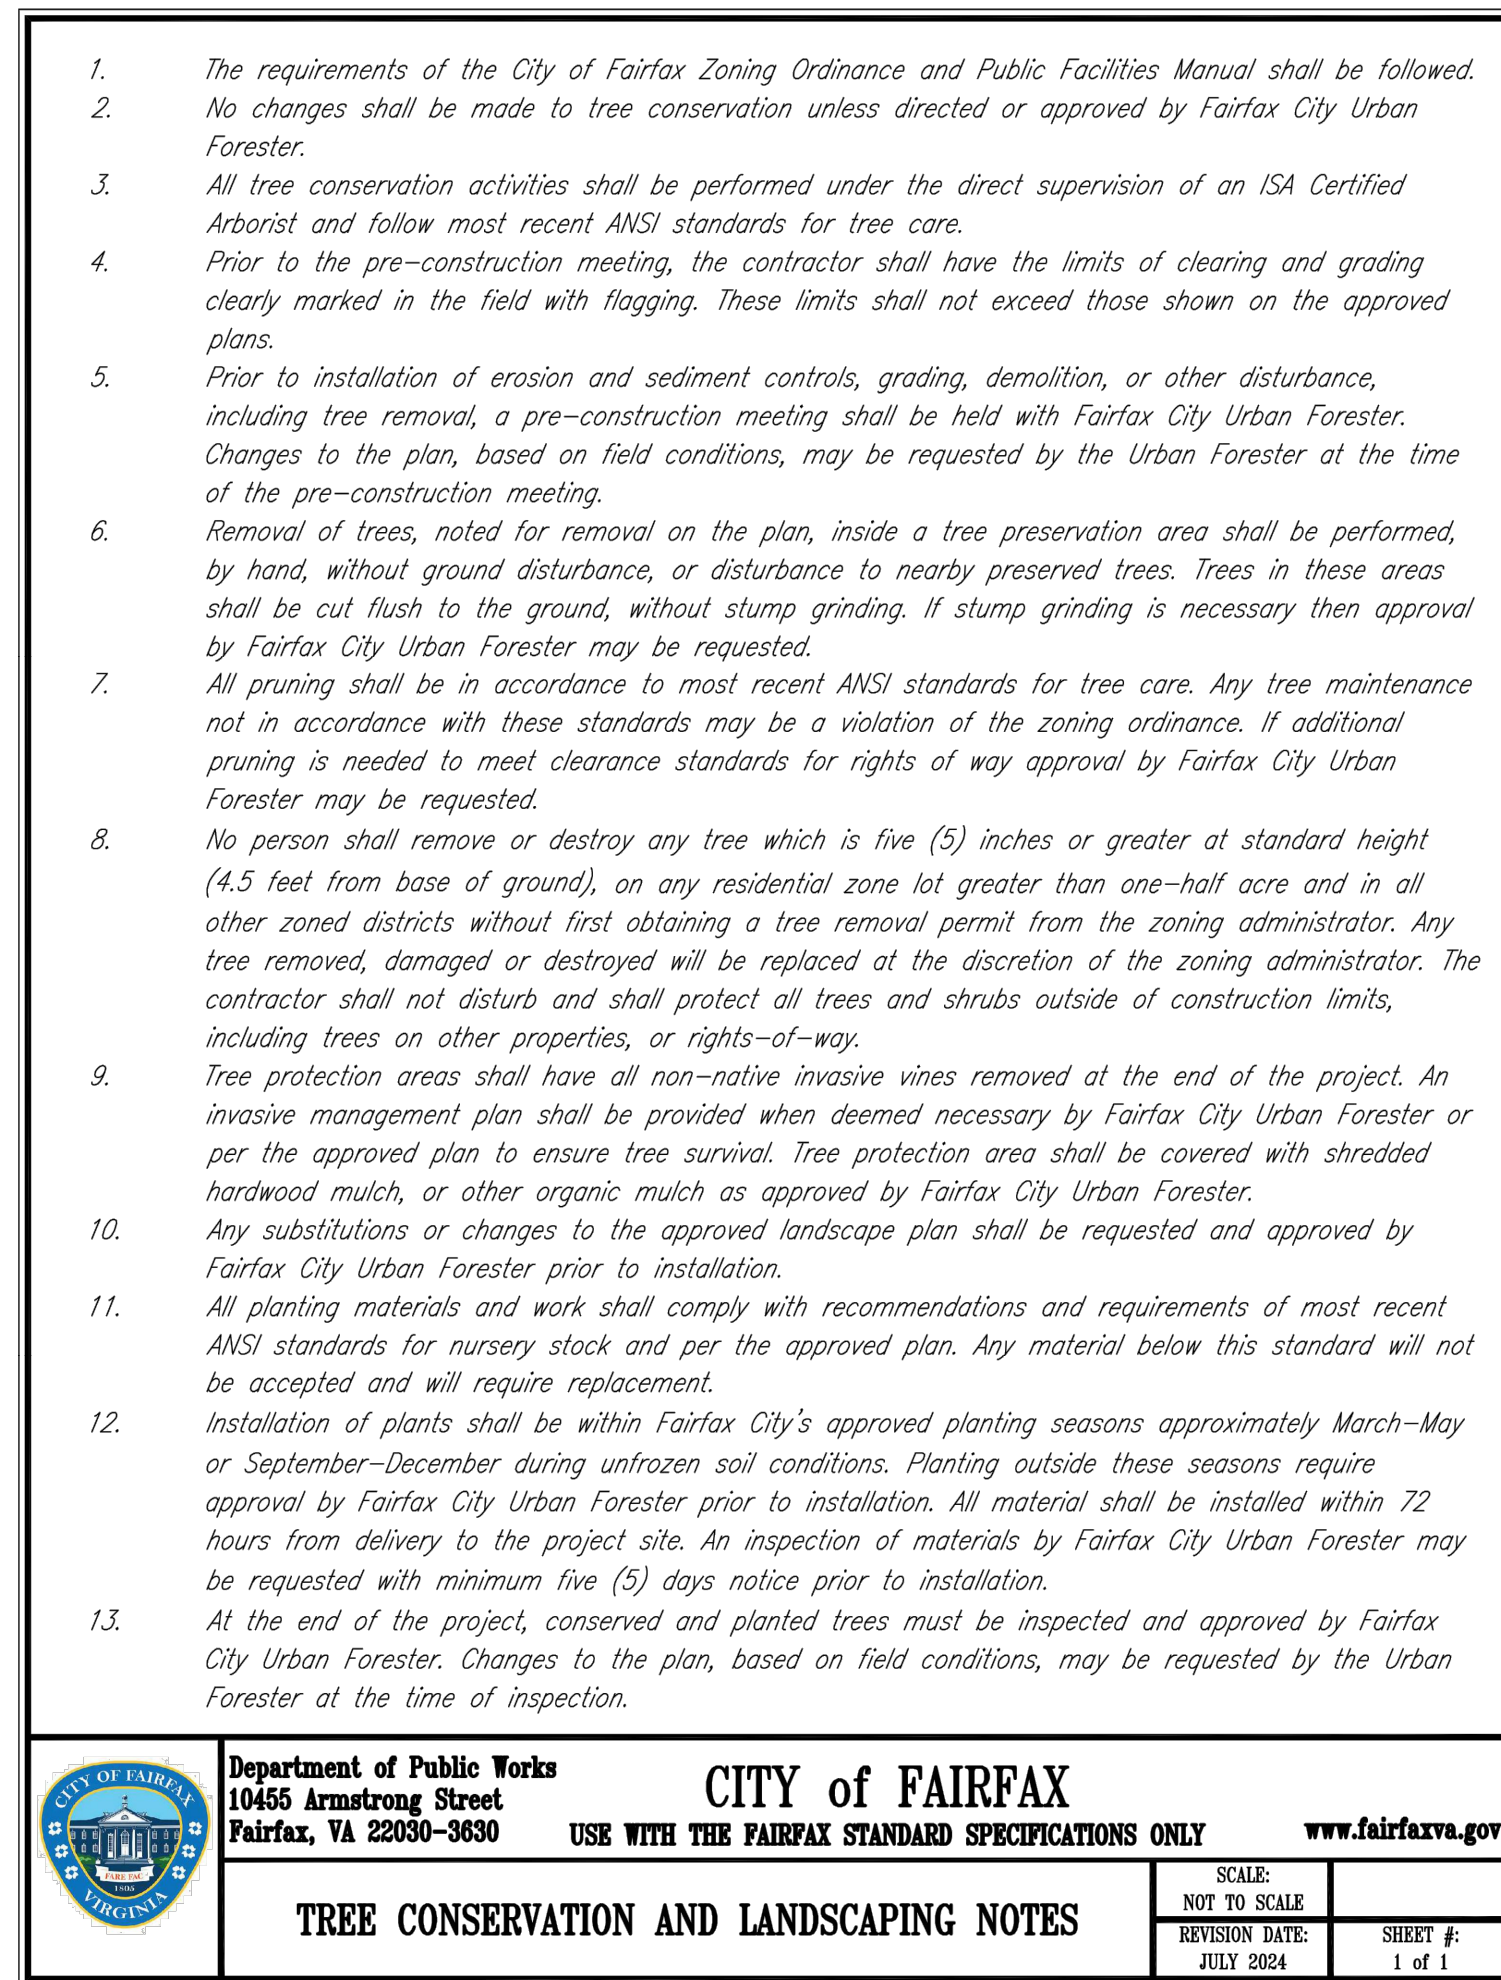 1. The requirements of the City of Fairfax Zoning Ordinance and Public Facilities Manual shall be followed.
2. No changes shall be made to tree conservation unless directed or approved by Fairfax City Urban
Forester.
3. All tree conservation activities shall be performed under the direct supervision of an ISA Certified
Arborist and follow most recent ANSI standards for tree care.
4. Prior to the pre-construction meeting, the contractor shall have the limits of clearing and grading
clearly marked in the field with flagging. These limits shall not exceed those shown on the approved
plans.
5. Prior to installation of erosion and sediment controls, grading, demolition, or other disturbance,
including tree removal, a pre-construction meeting shall be held with Fairfax City Urban Forester.
Changes to the plan, based on field conditions, may be requested by the Urban Forester at the time
of the pre-construction meeting.
6. Removal of trees, noted for removal on the plan, inside a tree preservation area shall be performed,
by hand, without ground disturbance, or disturbance to nearby preserved trees. Trees in these areas
shall be cut flush to the ground, without stump grinding. If stump grinding is necessary then approval
by Fairfax City Urban Forester may be requested.
7. All pruning shall be in accordance to most recent ANSI standards for tree care. Any tree maintenance
not in accordance with these standards may be a violation of the zoning ordinance. If additional
pruning is needed to meet clearance standards for rights of way approval by Fairfax City Urban
Forester may be requested.
8. No person shall remove or destroy any tree which is five (5) inches or greater at standard height
(4.5 feet from base of ground), on any residential zone lot greater than one-half acre and in all
other zoned districts without first obtaining a tree removal permit from the zoning administrator. Any
tree removed, damaged or destroyed will be replaced at the discretion of the zoning administrator. The
contractor shall not disturb and shall protect all trees and shrubs outside of construction limits,
including trees on other properties, or rights-of-way.
9. Tree protection areas shall have all non-native invasive vines removed at the end of the project. An
invasive management plan shall be provided when deemed necessary by Fairfax City Urban Forester or
per the approved plan to ensure tree survival. Tree protection area shall be covered with shredded
hardwood mulch, or other organic mulch as approved by Fairfax City Urban Forester.
10. Any substitutions or changes to the approved landscape plan shall be requested and approved by
Fairfax City Urban Forester prior to installation.
11. All planting materials and work shall comply with recommendations and requirements of most recent
ANSI standards for nursery stock and per the approved plan. Any material below this standard will not
be accepted and will require replacement.
12. Installation of plants shall be within Fairfax City's approved planting seasons approximately March-May
or September-December during unfrozen soil conditions. Planting outside these seasons require
approval by Fairfax City Urban Forester prior to installation. All material shall be installed within 72
hours from delivery to the project site. An inspection of materials by Fairfax City Urban Forester may
be requested with minimum five (5) days notice prior to installation.
13. At the end of the project, conserved and planted trees must be inspected and approved by Fairfax
City Urban Forester. Changes to the plan, based on field conditions, may be requested by the Urban
Forester at the time of inspection.
CITY OF FAIRFAX
FARE FAC
1805
VIRGINIA
Department of Public Works
10455 Armstrong Street
Fairfax, VA 22030-3630
CITY of FAIRFAX
USE WITH THE FAIRFAX STANDARD SPECIFICATIONS ONLY
www.fairfaxva.gov
TREE CONSERVATION AND LANDSCAPING NOTES
SCALE:
NOT TO SCALE
REVISION DATE:
JULY 2024
SHEET #:
1 of 1